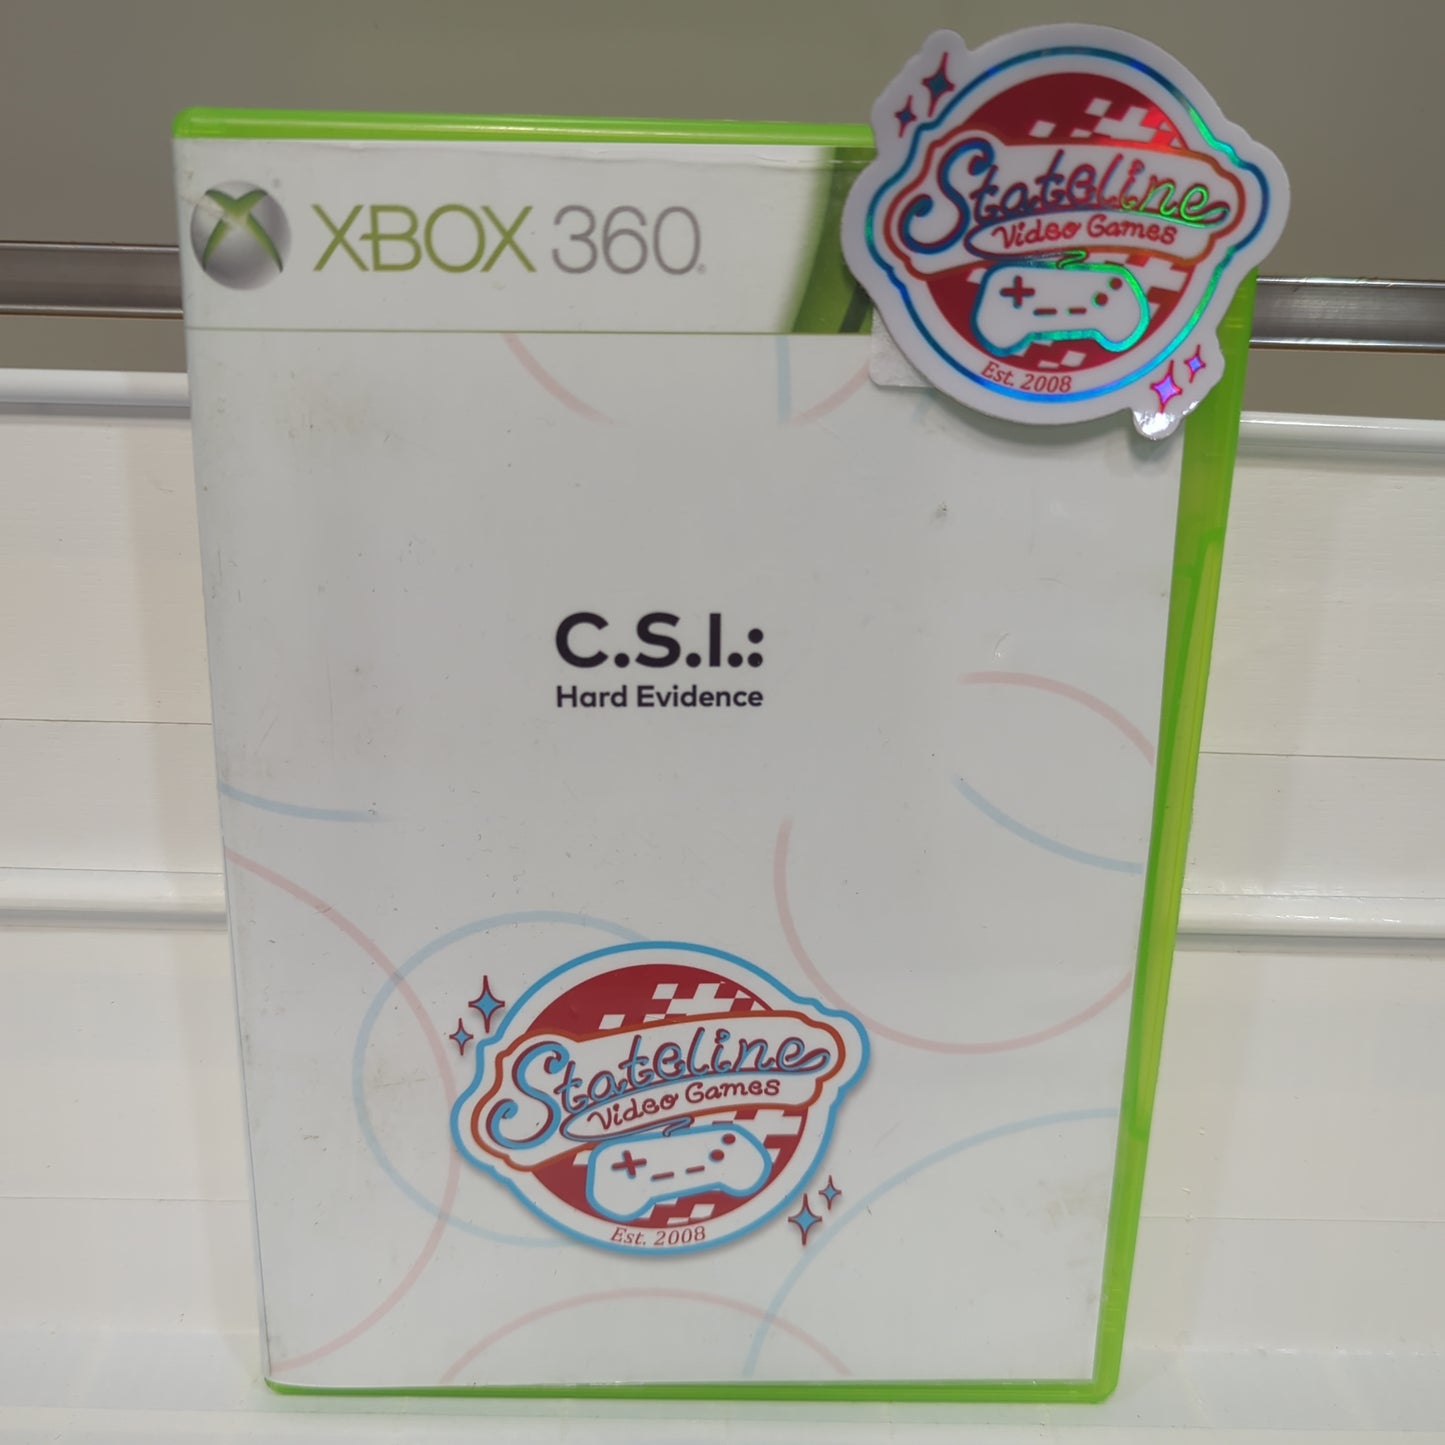 XBOX 360
Stateline
Video Games
Est. 2008
C.S.I.:
Hard Evidence
Stateline
Video Games
Est. 2008